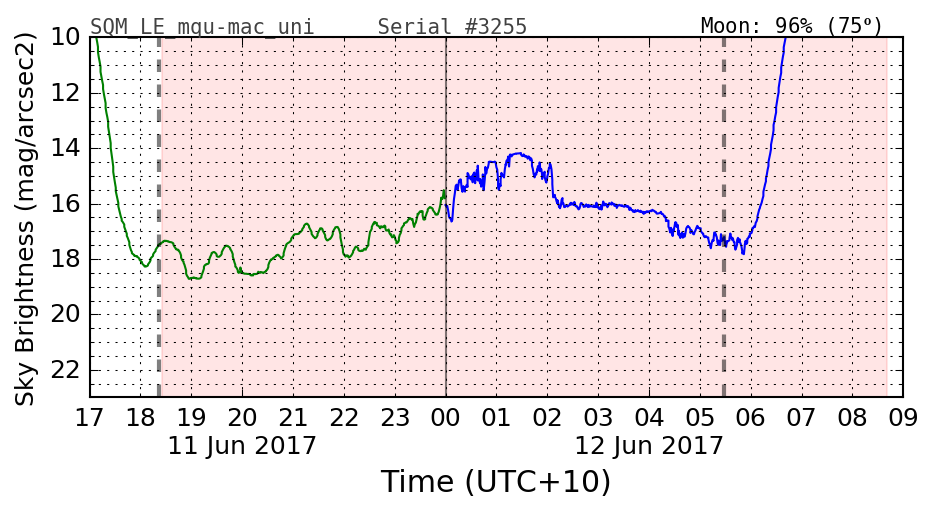 SQM_LE_mqu-mac_uni Serial #3255 Moon: 96% (75°)
Sky Brightness (mag/arcsec2)
10
12
14
16
18
20
22
17 18 19 20 21 22 23 00 01 02 03 04 05 06 07 08 09
11 Jun 2017 12 Jun 2017
Time (UTC+10)